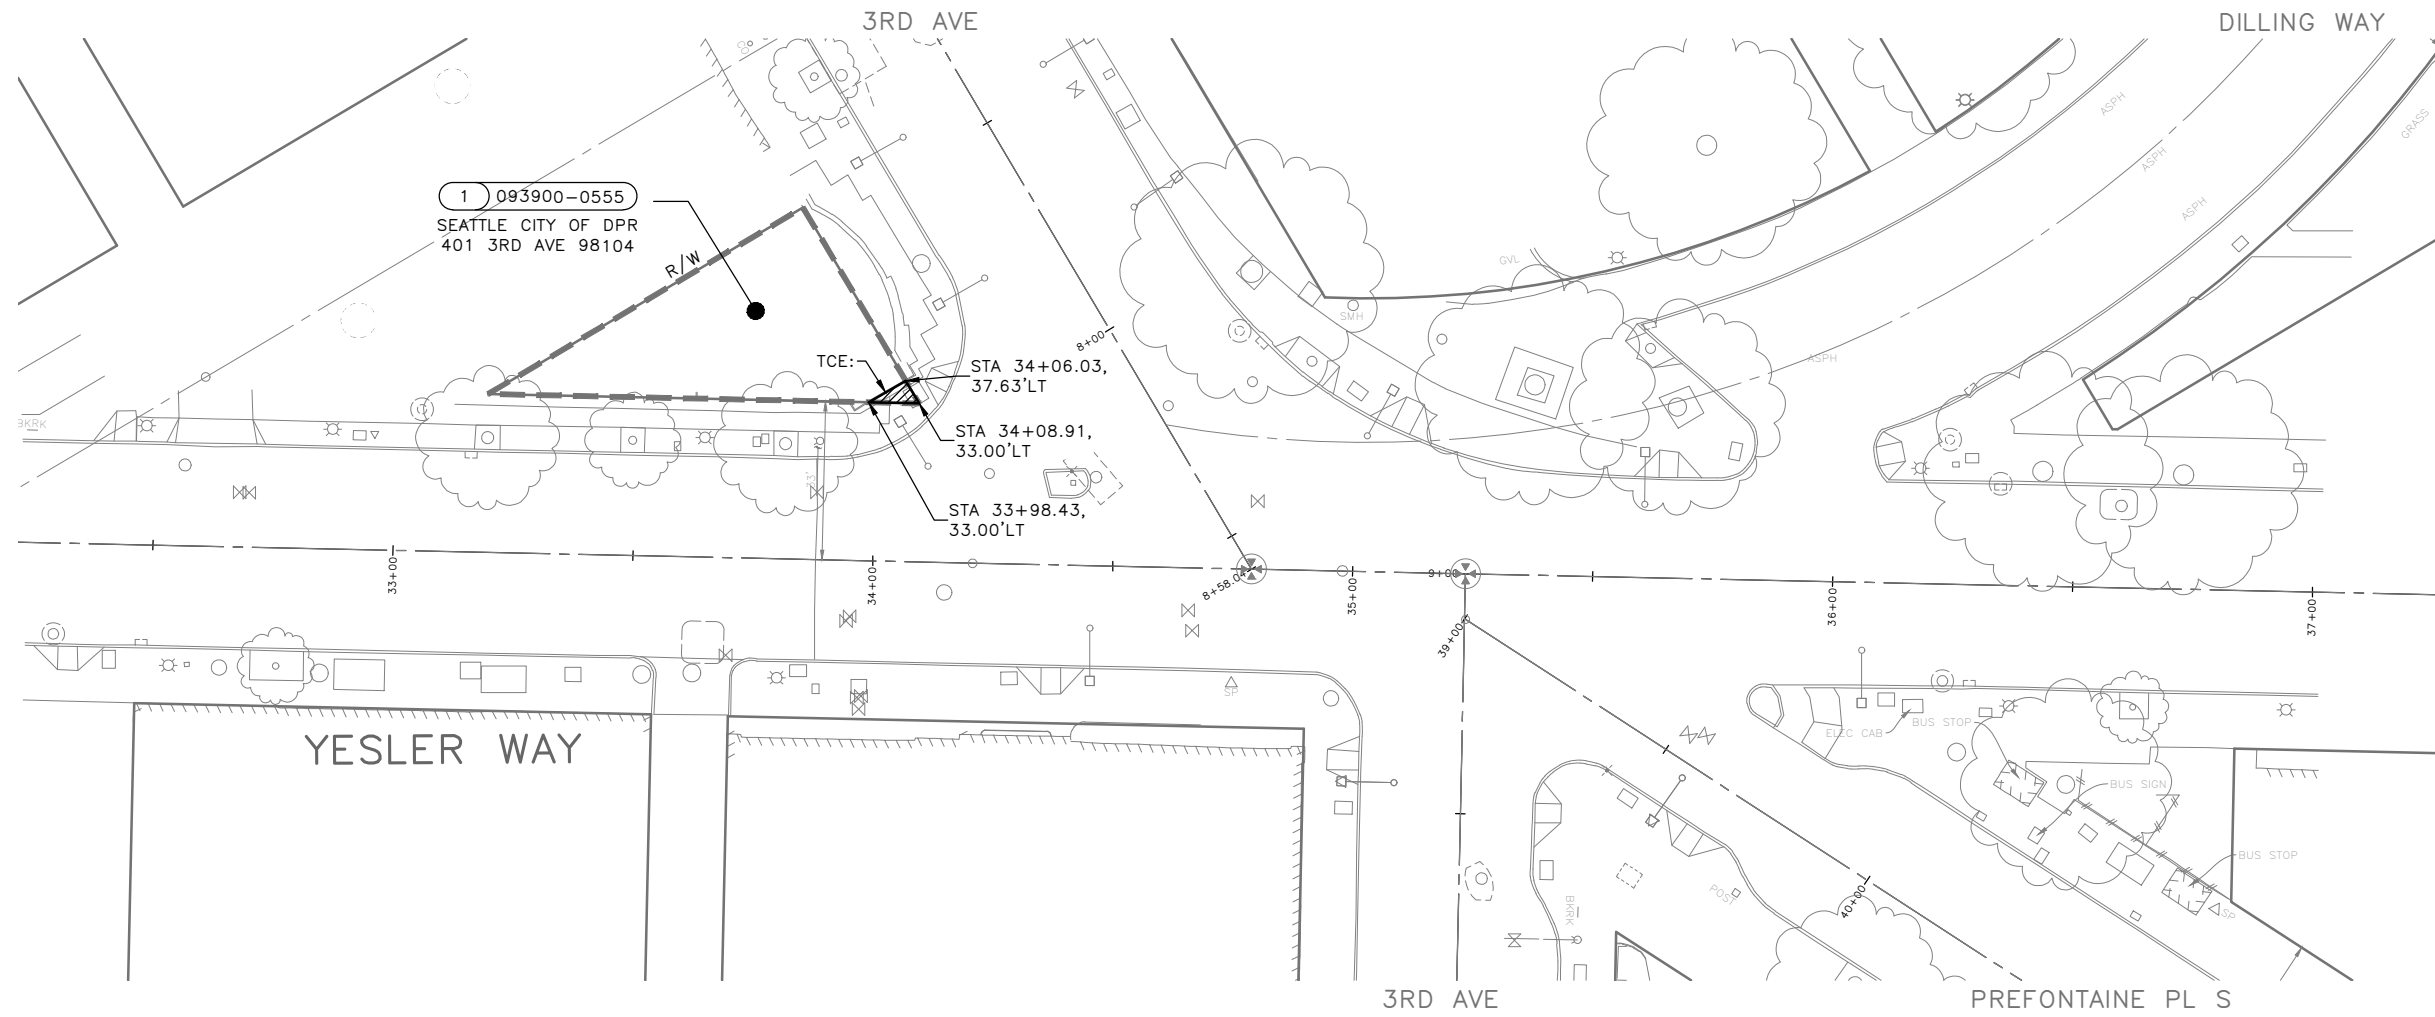 3RD AVE
DILLING WAY
CO
ASPH
ASPH
ASPH
GRASS
1 093900-0555
SEATTLE CITY OF DPR
401 3RD AVE 98104
R/W
GVL
SMH
8+00
ASPH
TCE:
STA 34+06.03,
37.63'LT
BKRK
STA 34+08.91,
33.00'LT
33'
STA 33+98.43,
33.00'LT
33+00
34+00
8+58.04
35+00
9+00
36+00
37+00
39+00
SP
YESLER WAY
BUS STOP
ELEC CAB
BUS SIGN
BUS STOP
SP
POST
BKRK
40+00
3RD AVE
PREFONTAINE PL S